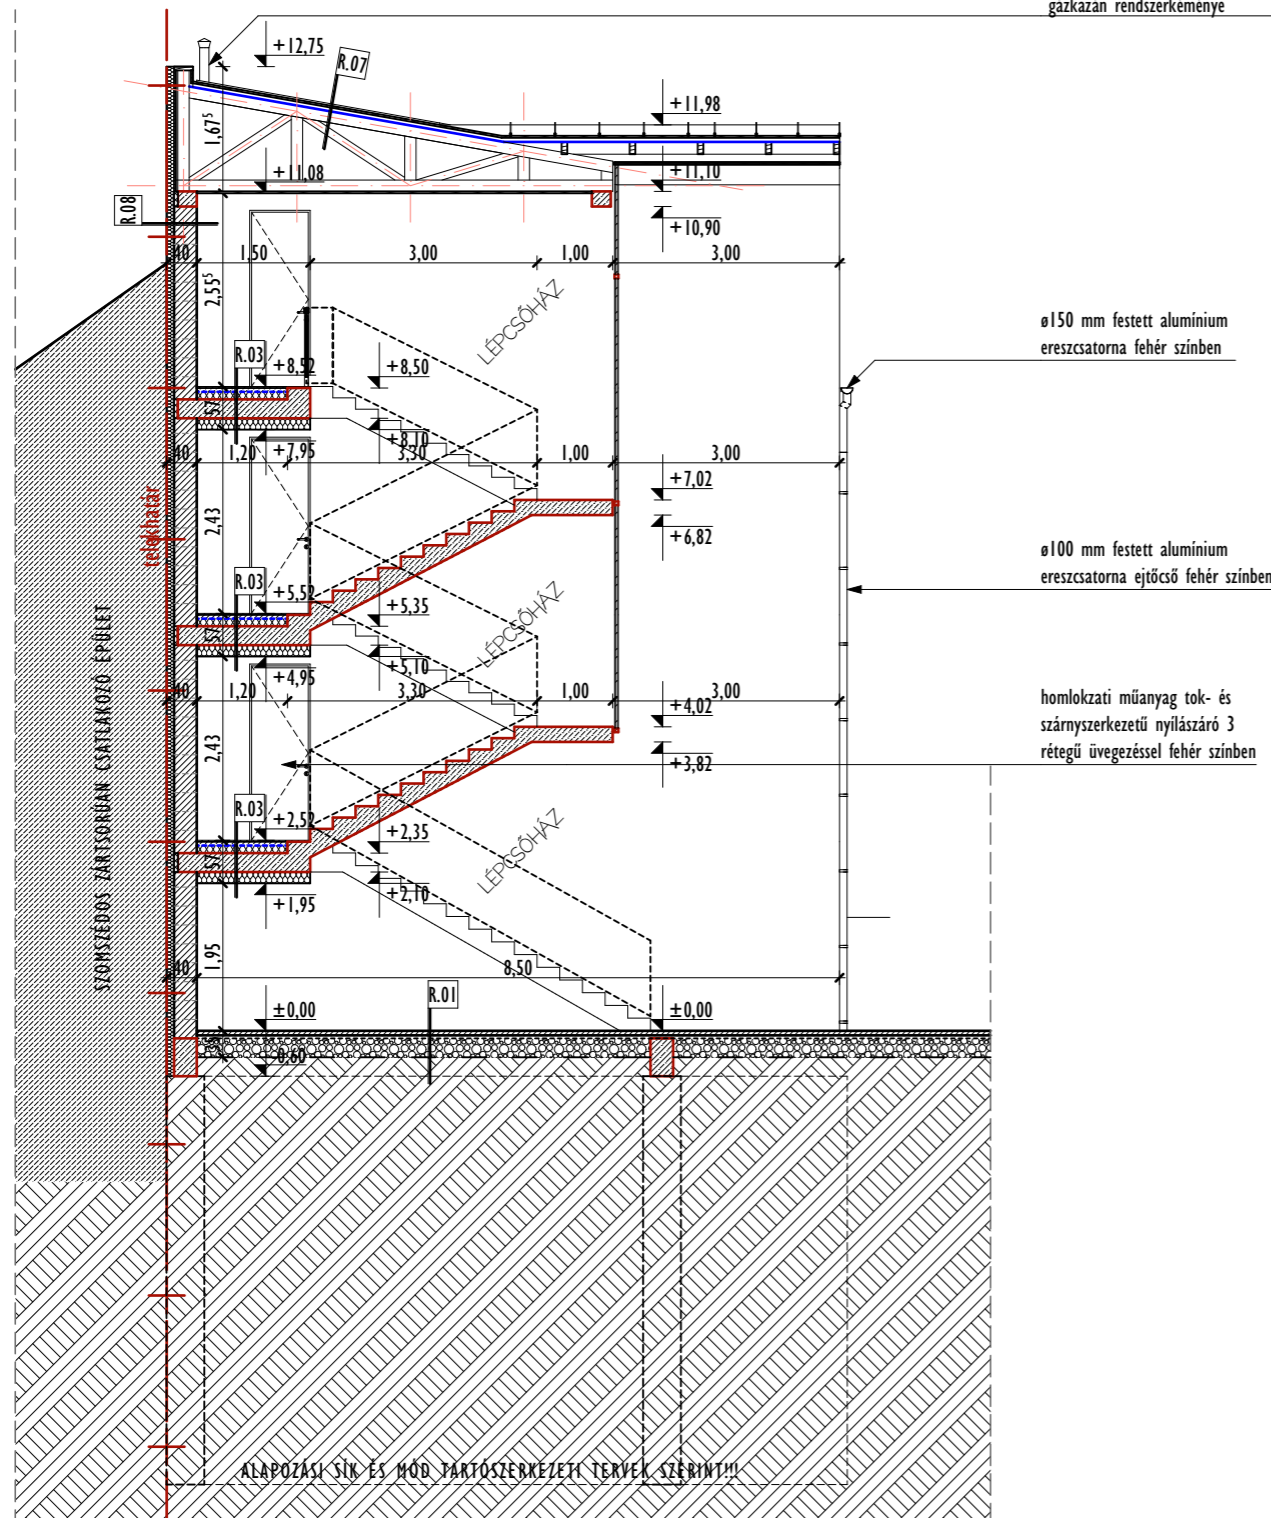 gázkazán rendszerkéménye
+12,75
R.07
+11,98
1,67⁵
+11,08
+11,10
R.08
+10,90
40
1,50
3,00
1,00
3,00
2,55⁵
LÉPCSŐHÁZ
ø150 mm festett alumínium
ereszcsatorna fehér színben
R.03
+8,52
+8,50
57
+8,10
+7,95
40
1,20
3,30
1,00
3,00
+7,02
telekhatár
2,43
+6,82
ø100 mm festett alumínium
ereszcsatorna ejtőcső fehér színben
R.03
+5,52
+5,35
LÉPCSŐHÁZ
57
+5,10
+4,95
40
1,20
3,30
1,00
3,00
+4,02
homlokzati műanyag tok- és
szárnyszerkezetű nyílászáró 3
rétegű üvegezéssel fehér színben
2,43
+3,82
SZOMSZÉDOS ZÁRTSORÚAN CSATLAKOZÓ ÉPÜLET
R.03
+2,52
+2,35
LÉPCSŐHÁZ
57
+2,10
+1,95
1,95
40
8,50
R.01
±0,00
±0,00
-0,60
ALAPOZÁSI SÍK ÉS MÓD TARTÓSZERKEZETI TERVEK SZERINT!!!